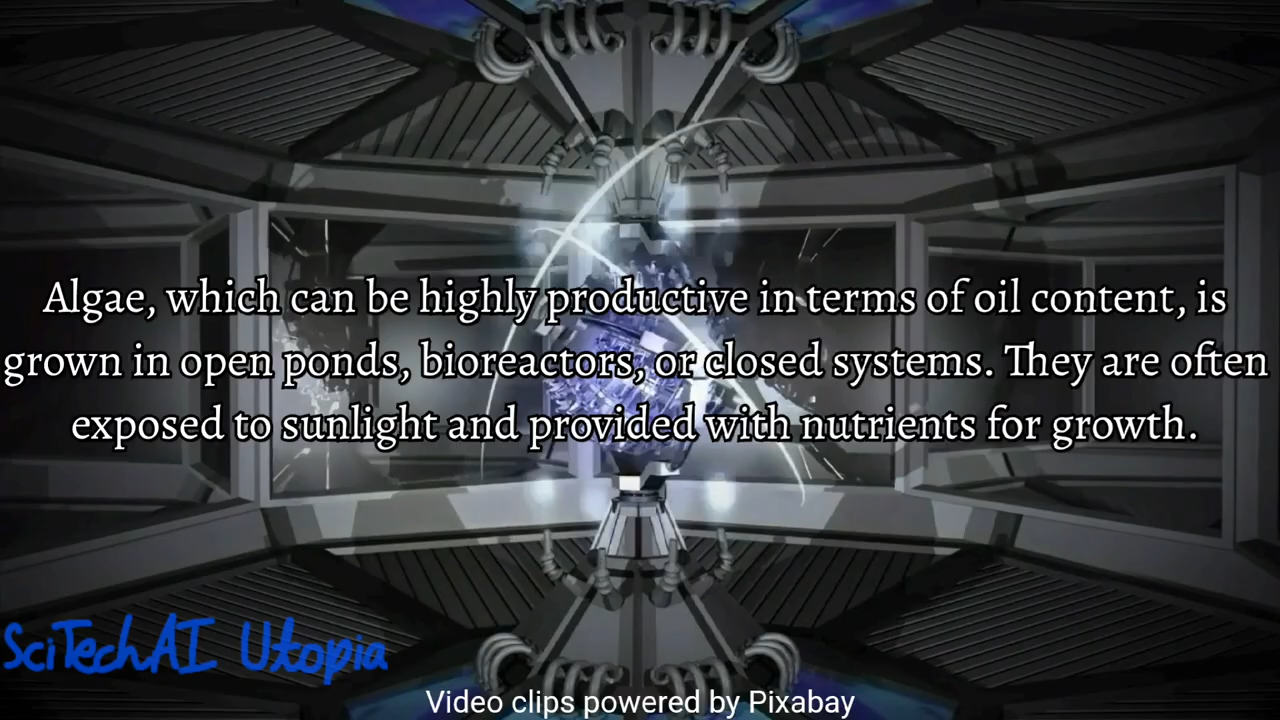 Algae, which can be highly productive in terms of oil content, is
grown in open ponds, bioreactors, or closed systems. They are often
exposed to sunlight and provided with nutrients for growth.
SciTechAI Utopia
Video clips powered by Pixabay